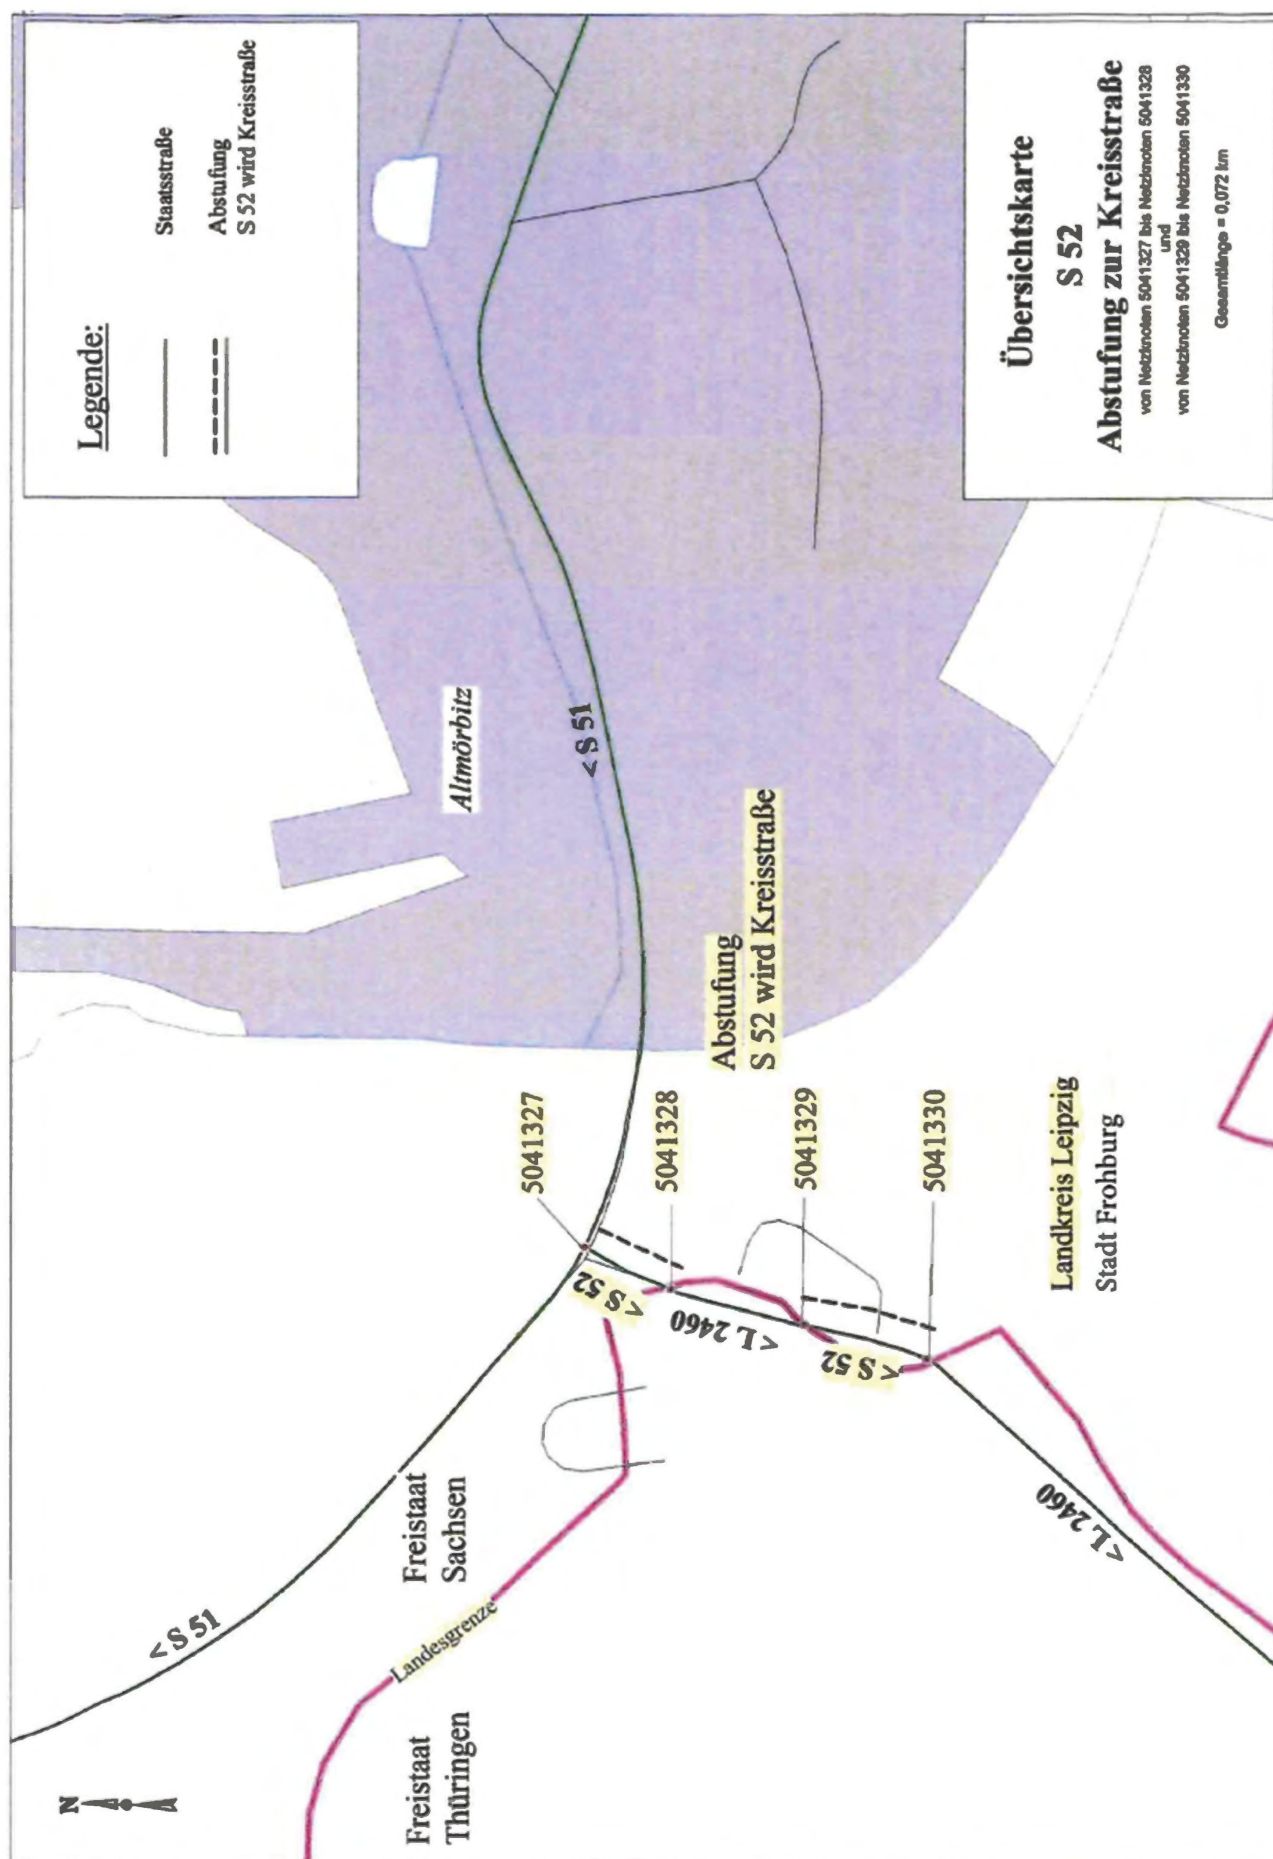 Legende:
Staatsstraße
Abstufung
S 52 wird Kreisstraße
N
< S 51
Freistaat
Thüringen
Landesgrenze
Freistaat
Sachsen
Altmörbitz
< S 51
5041327
5041328
5041329
5041330
< S 52
< L 2460
< S 52
< L 2460
Abstufung
S 52 wird Kreisstraße
Landkreis Leipzig
Stadt Frohburg
Übersichtskarte
S 52
Abstufung zur Kreisstraße
von Netzknoten 5041327 bis Netzknoten 5041328
und
von Netzknoten 5041329 bis Netzknoten 5041330
Gesamtlänge = 0,072 km